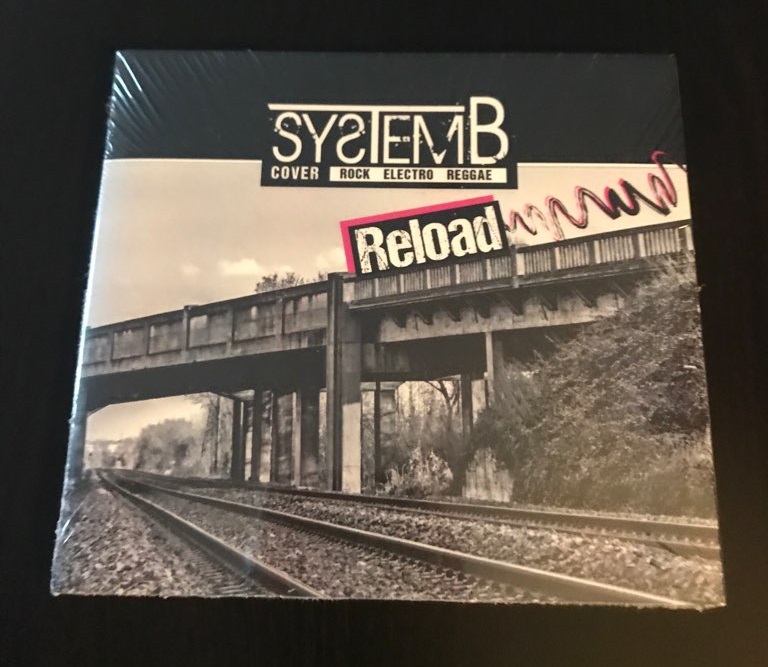 SYSTEMB
COVER ROCK ELECTRO REGGAE
Reload